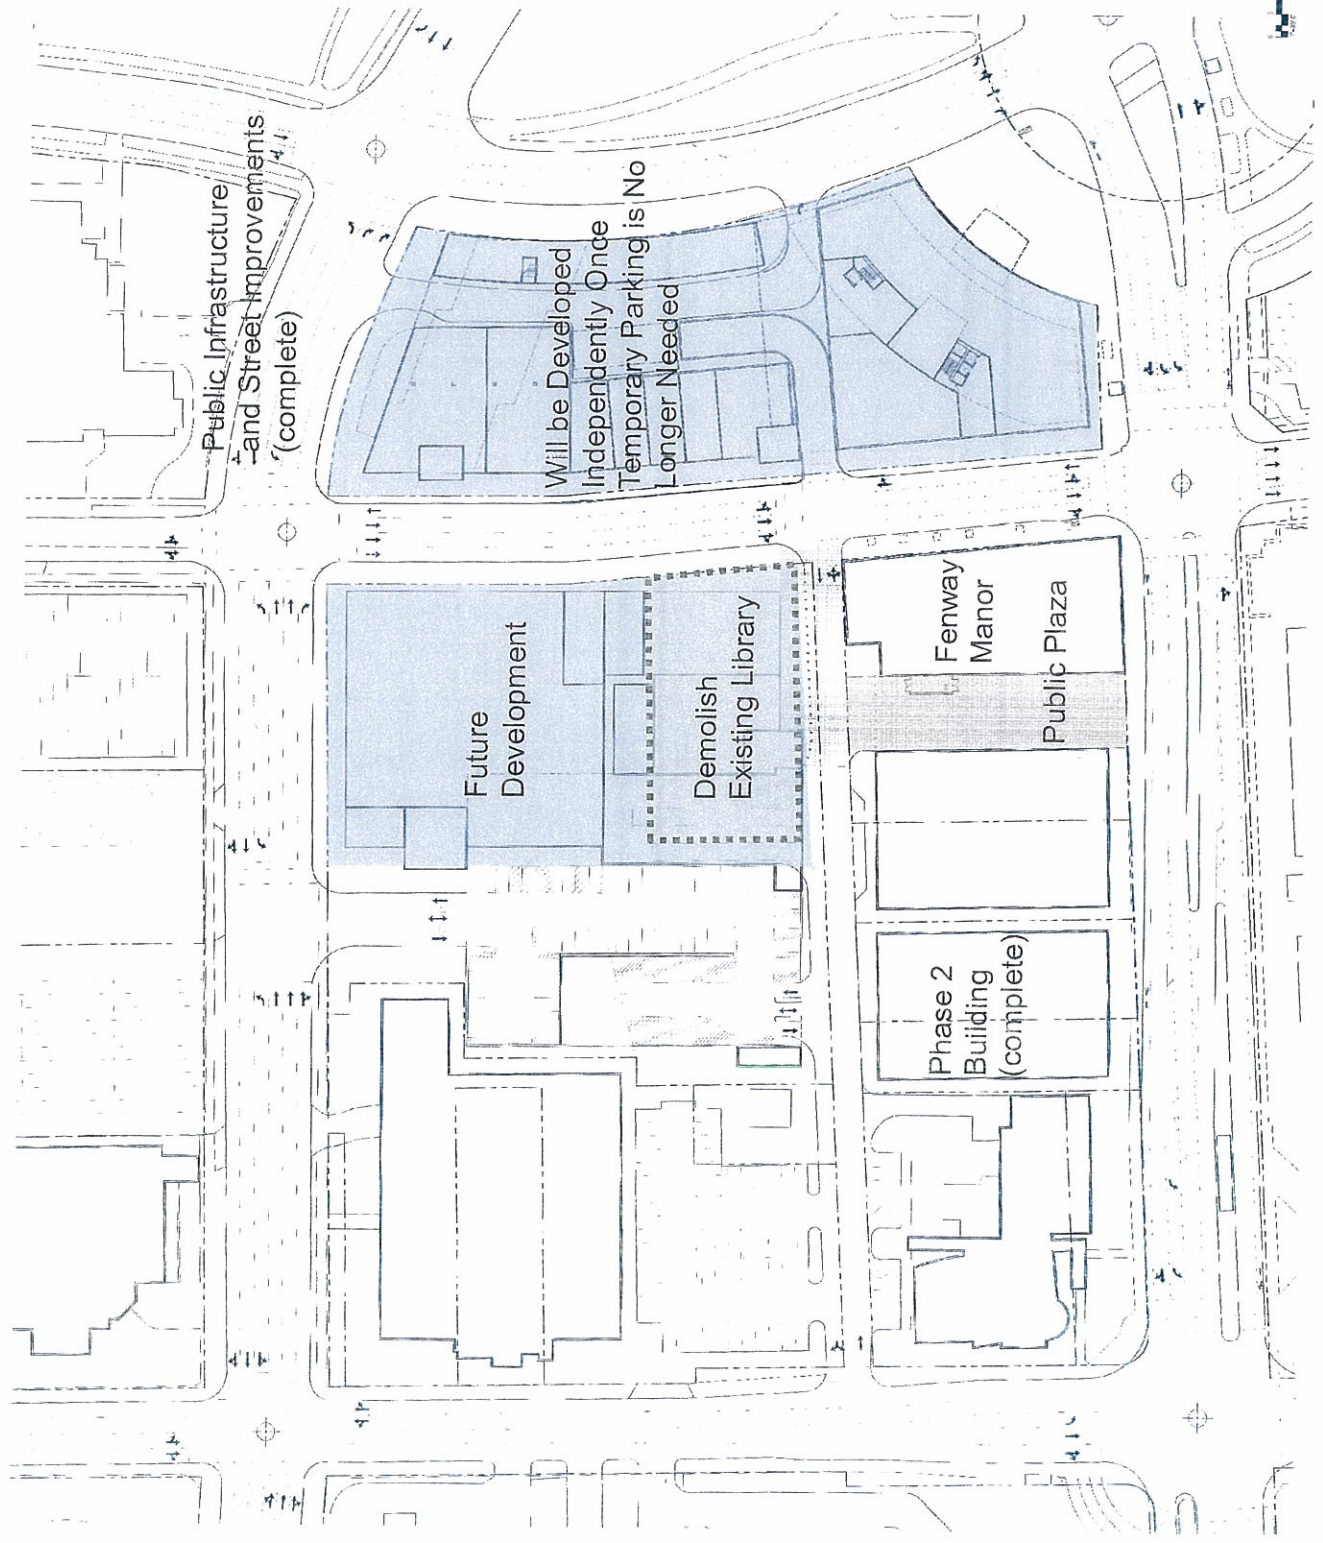 Public Infrastructure
and Street Improvements
(complete)
Will be Developed
Independently Once
Temporary Parking is No
Longer Needed
Future
Development
Demolish
Existing Library
Fenway
Manor
Public Plaza
Phase 2
Building
(complete)